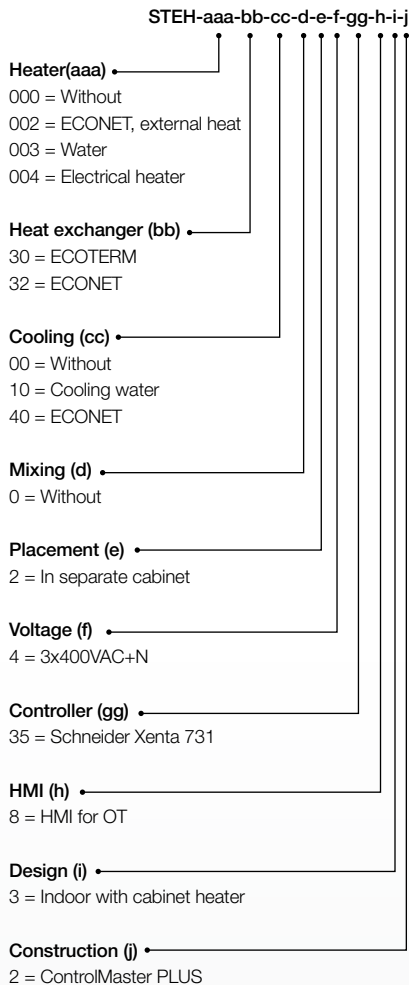 STEH-aaa-bb-cc-d-e-f-gg-h-i-j
Heater(aaa)
000 = Without
002 = ECONET, external heat
003 = Water
004 = Electrical heater
Heat exchanger (bb)
30 = ECOTERM
32 = ECONET
Cooling (cc)
00 = Without
10 = Cooling water
40 = ECONET
Mixing (d)
0 = Without
Placement (e)
2 = In separate cabinet
Voltage (f)
4 = 3x400VAC+N
Controller (gg)
35 = Schneider Xenta 731
HMI (h)
8 = HMI for OT
Design (i)
3 = Indoor with cabinet heater
Construction (j)
2 = ControlMaster PLUS